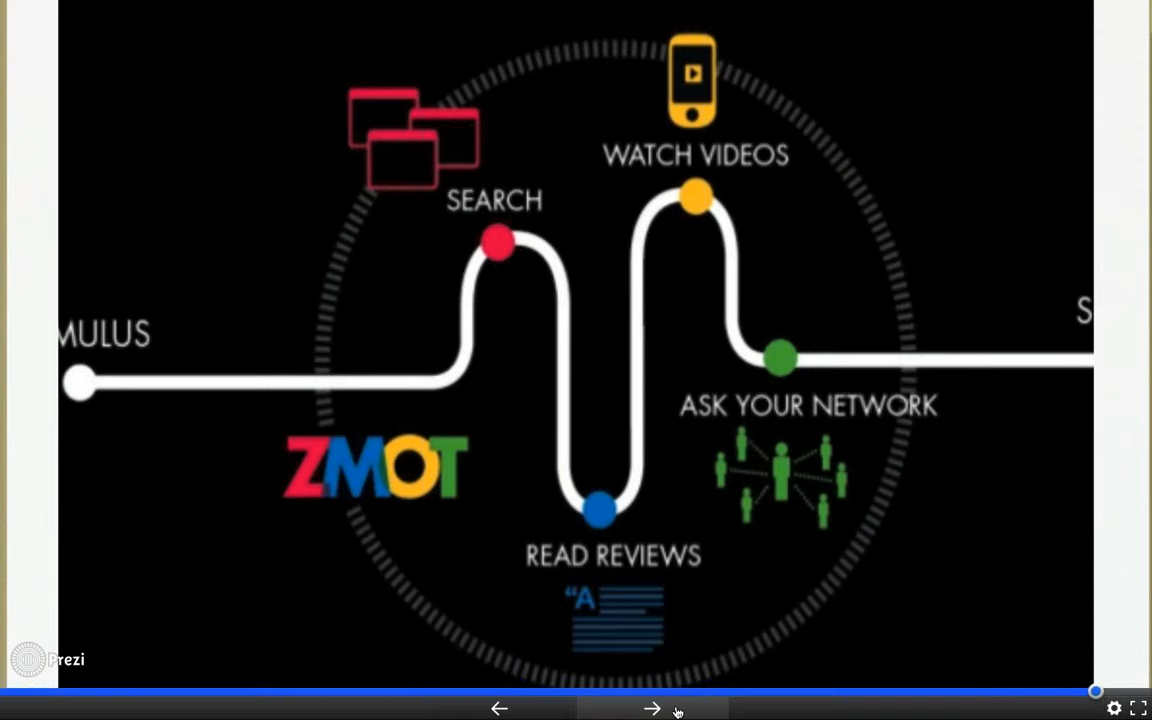 WATCH VIDEOS
SEARCH
MULUS
S
ASK YOUR NETWORK
ZMOT
READ REVIEWS
“A
Prezi